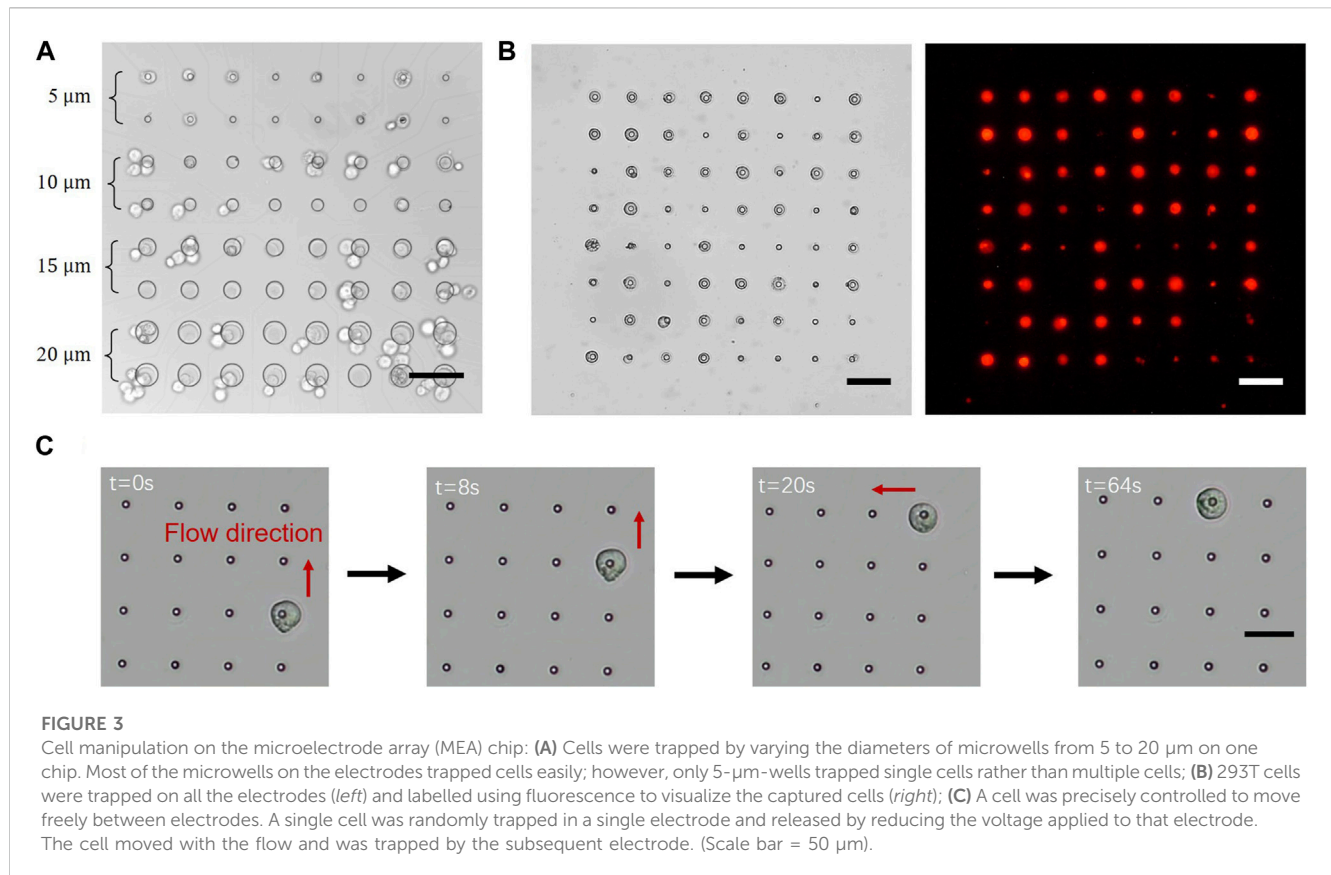 A
5 μm
10 μm
15 μm
20 μm
B
C
t=0s
Flow direction
t=8s
t=20s
t=64s
FIGURE 3
Cell manipulation on the microelectrode array (MEA) chip: (A) Cells were trapped by varying the diameters of microwells from 5 to 20 μm on one
chip. Most of the microwells on the electrodes trapped cells easily; however, only 5-μm-wells trapped single cells rather than multiple cells; (B) 293T cells
were trapped on all the electrodes (left) and labelled using fluorescence to visualize the captured cells (right); (C) A cell was precisely controlled to move
freely between electrodes. A single cell was randomly trapped in a single electrode and released by reducing the voltage applied to that electrode.
The cell moved with the flow and was trapped by the subsequent electrode. (Scale bar = 50 μm).